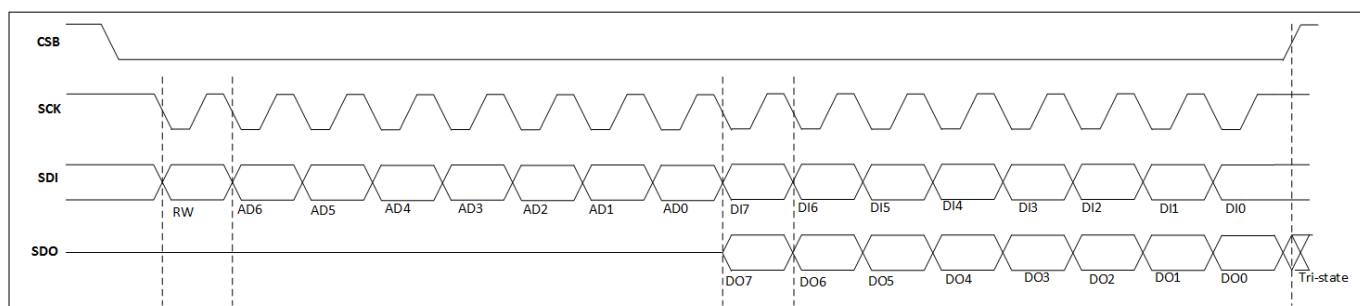 CSB
SCK
SDI
RW AD6 AD5 AD4 AD3 AD2 AD1 AD0 DI7 DI6 DI5 DI4 DI3 DI2 DI1 DI0
SDO
DO7 DO6 DO5 DO4 DO3 DO2 DO1 DO0 Tri-state